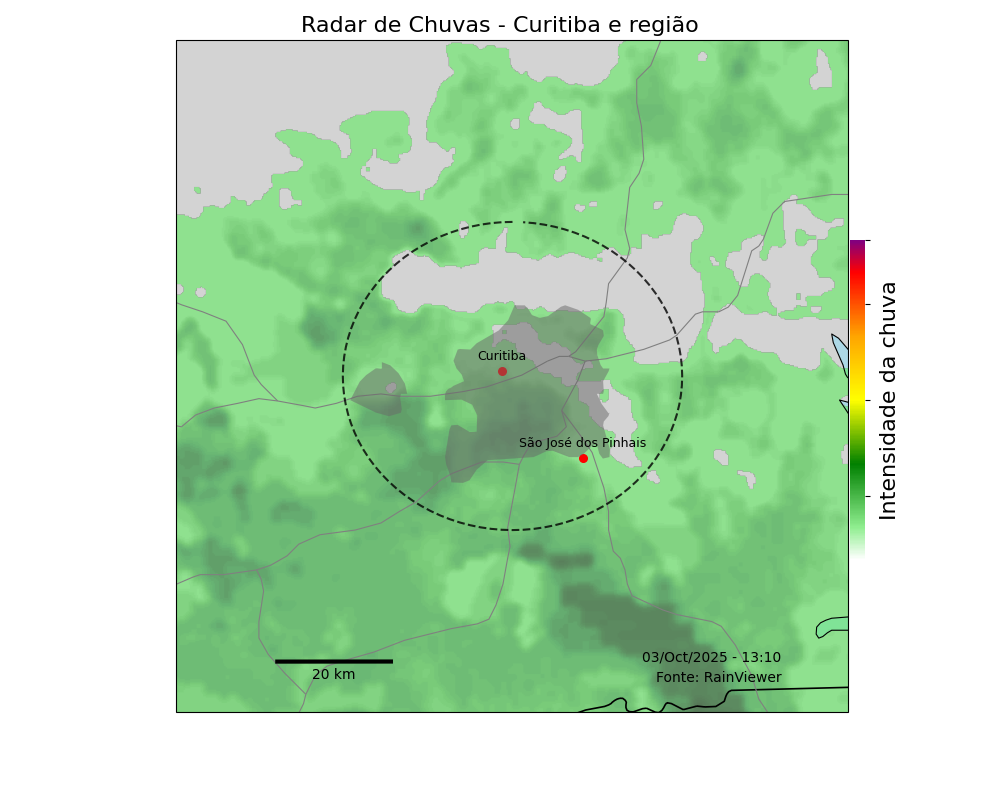 Radar de Chuvas - Curitiba e região
Curitiba
São José dos Pinhais
Intensidade da chuva
03/Oct/2025 - 13:10
Fonte: RainViewer
20 km